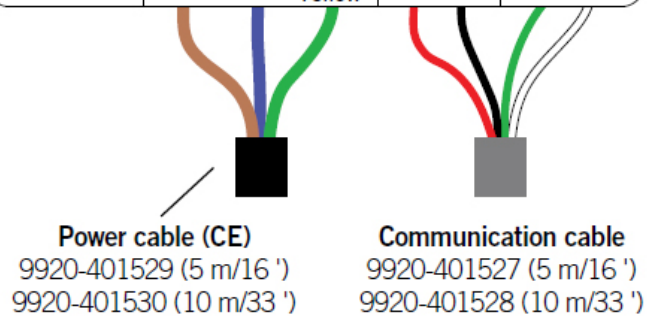 Power cable (CE)
9920-401529 (5 m/16 ')
9920-401530 (10 m/33 ')
Communication cable
9920-401527 (5 m/16 ')
9920-401528 (10 m/33 ')